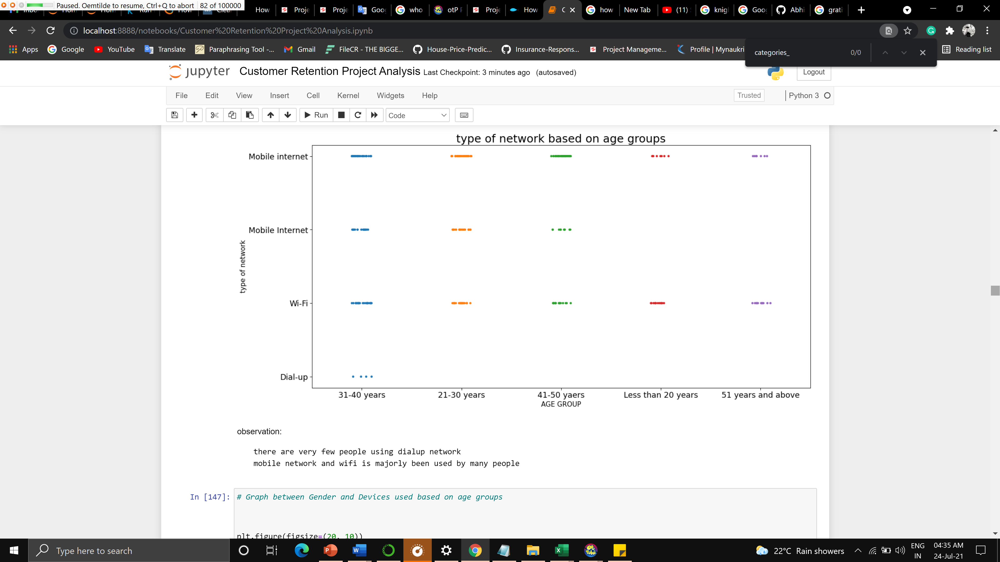 Paused. Oemtilde to resume, Ctrl+Q to abort 82 of 100000
How Proje Proje Goog who otP Proje How C how New Tab (11) knig Goog Abhi grati
localhost:8888/notebooks/Customer%20Retention%20Project%20Analysis.ipynb
Apps Google YouTube Translate Paraphrasing Tool -... Gmail FileCR - THE BIGGE... House-Price-Predic... Insurance-Respons... Project Manageme... Profile | Mynaukri Reading list
categories_ 0/0
jupyter Customer Retention Project Analysis Last Checkpoint: 3 minutes ago (autosaved)
Logout
File Edit View Insert Cell Kernel Widgets Help Trusted Python 3
Run Code
type of network based on age groups
Mobile internet
Mobile Internet
type of network
Wi-Fi
Dial-up
31-40 years 21-30 years 41-50 yaers Less than 20 years 51 years and above
AGE GROUP
observation:
there are very few people using dialup network
mobile network and wifi is majorly been used by many people
In [147]: # Graph between Gender and Devices used based on age groups
plt.figure(figsize=(20, 10))
Type here to search
22°C Rain showers
ENG
IN
04:35 AM
24-Jul-21